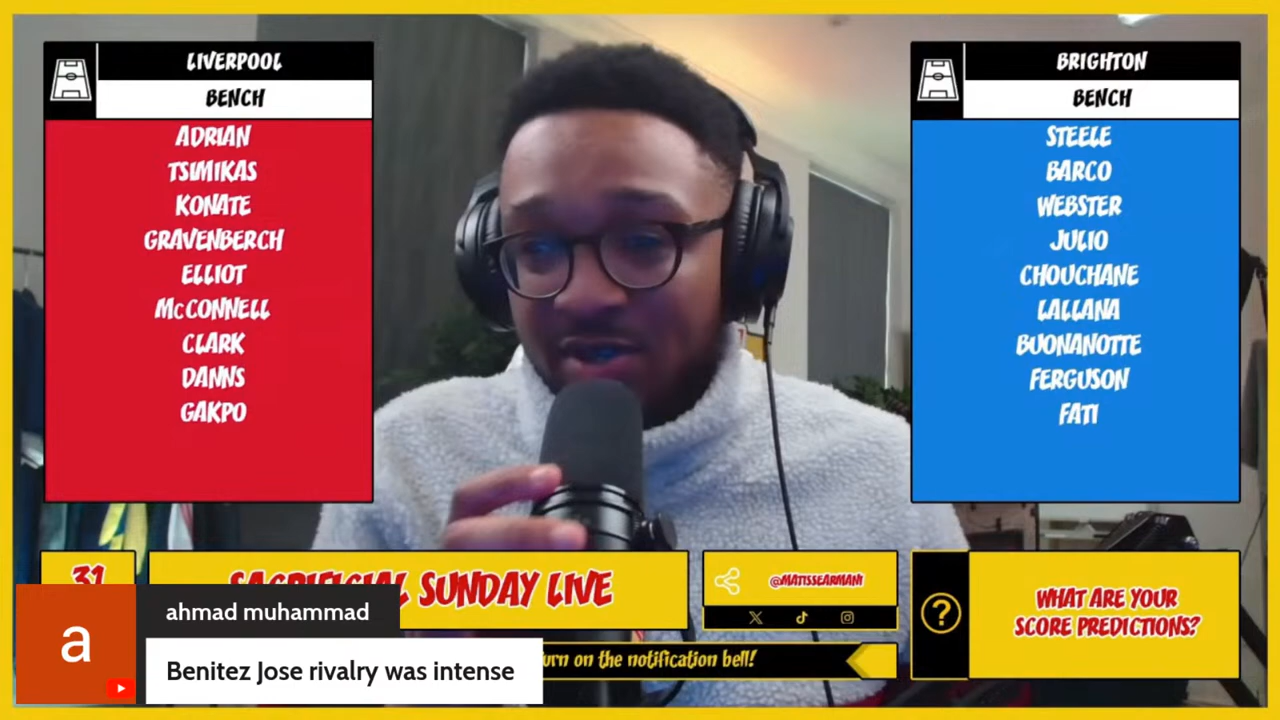 LIVERPOOL
BENCH
ADRIAN
TSIMIKAS
KONATE
GRAVENBERCH
ELLIOT
McCONNELL
CLARK
DANNS
GAKPO
BRIGHTON
BENCH
STEELE
BARCO
WEBSTER
JULIO
CHOUCHANE
LALLANA
BUONANOTTE
FERGUSON
FATI
31
SACRIFICIAL SUNDAY LIVE
@MATISSEARMANI
WHAT ARE YOUR
SCORE PREDICTIONS?
on the notification bell!
a
ahmad muhammad
Benitez Jose rivalry was intense